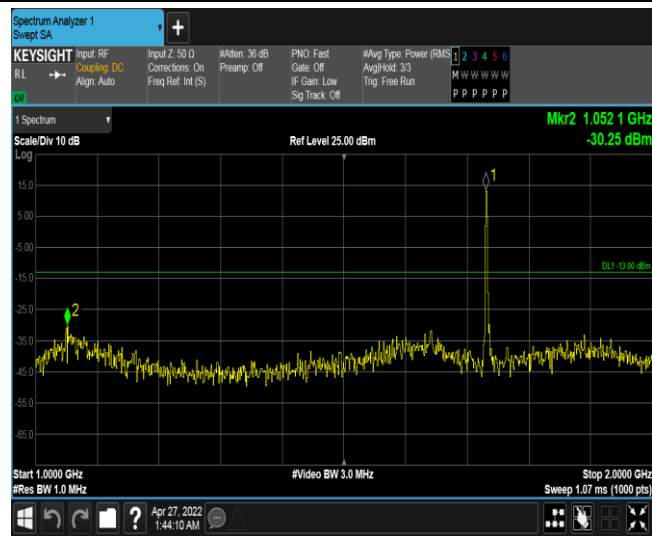 Spectrum Analyzer 1
Swept SA
+
KEYSIGHT
RL
Input: RF
Coupling: DC
Align: Auto
Input Z: 50 Ω
Corrections: On
Freq Ref: Int (S)
#Atten: 36 dB
Preamp: Off
PNO: Fast
Gate: Off
IF Gain: Low
Sig Track: Off
#Avg Type: Power (RMS
Avg|Hold: 3/3
Trig: Free Run
1 2 3 4 5 6
M W W W W W
P P P P P P
1 Spectrum
Mkr2 1.052 1 GHz
Scale/Div 10 dB
Ref Level 25.00 dBm
-30.25 dBm
Log
15.0
1
5.00
-5.00
DL1 -13.00 dBm
-15.0
-25.0
2
-35.0
-45.0
-55.0
-65.0
Start 1.0000 GHz
#Video BW 3.0 MHz
Stop 2.0000 GHz
#Res BW 1.0 MHz
Sweep 1.07 ms (1000 pts)
?
Apr 27, 2022
1:44:10 AM